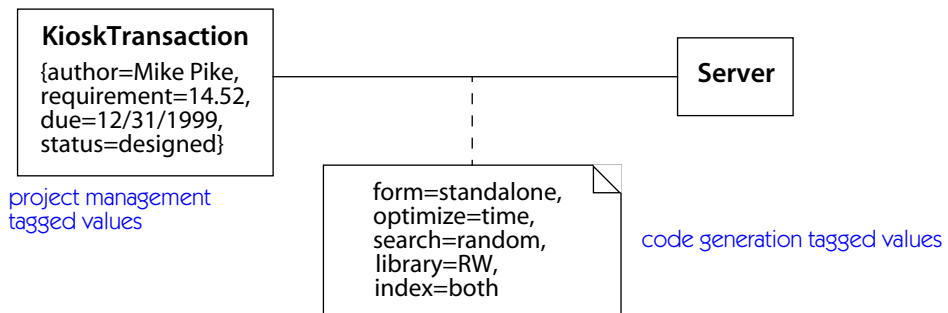 KioskTransaction
{author=Mike Pike,
requirement=14.52,
due=12/31/1999,
status=designed}
Server
project management
tagged values
form=standalone,
optimize=time,
search=random,
library=RW,
index=both
code generation tagged values